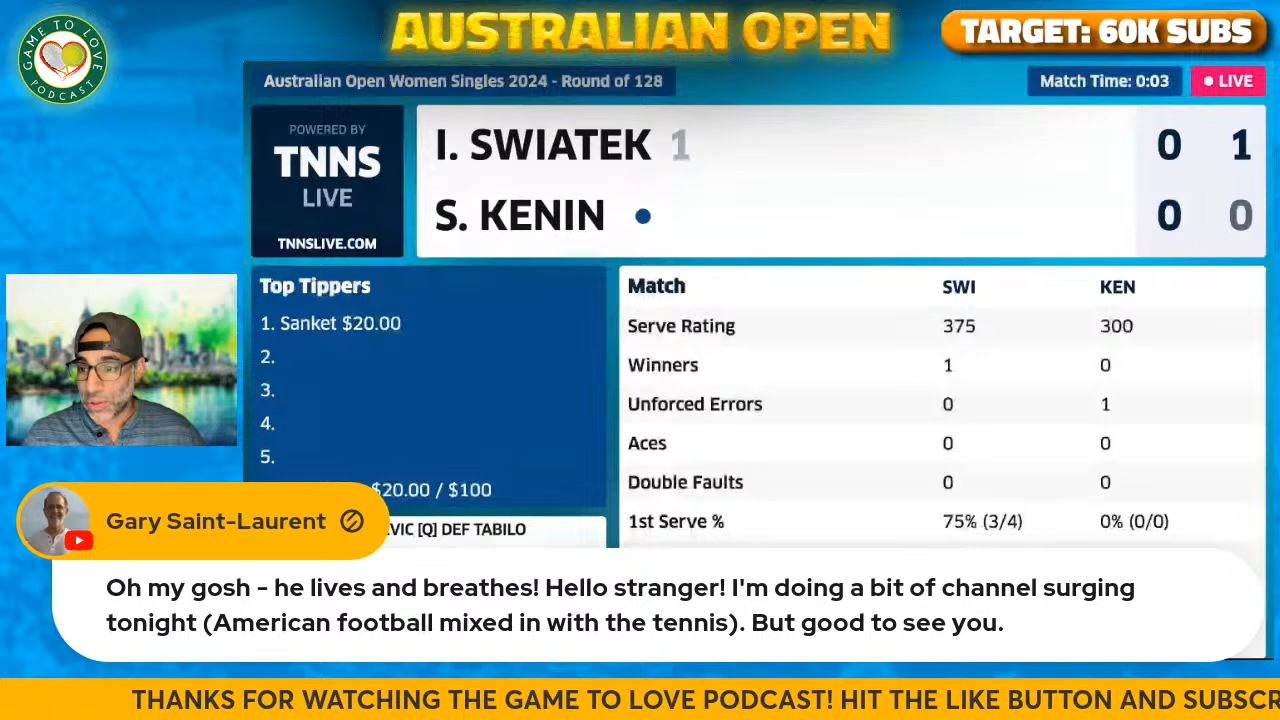 GAME TO LOVE
PODCAST
AUSTRALIAN OPEN
TARGET: 60K SUBS
Australian Open Women Singles 2024 - Round of 128
Match Time: 0:03
LIVE
POWERED BY
TNNS
LIVE
TNNSLIVE.COM
I. SWIATEK 1 0 1
S. KENIN 0 0
Top Tippers
1. Sanket $20.00
2.
3.
4.
5.
$20.00 / $100
VIC [Q] DEF TABILO
Match SWI KEN
Serve Rating 375 300
Winners 1 0
Unforced Errors 0 1
Aces 0 0
Double Faults 0 0
1st Serve % 75% (3/4) 0% (0/0)
Gary Saint-Laurent
Oh my gosh - he lives and breathes! Hello stranger! I'm doing a bit of channel surging
tonight (American football mixed in with the tennis). But good to see you.
THANKS FOR WATCHING THE GAME TO LOVE PODCAST! HIT THE LIKE BUTTON AND SUBSCR